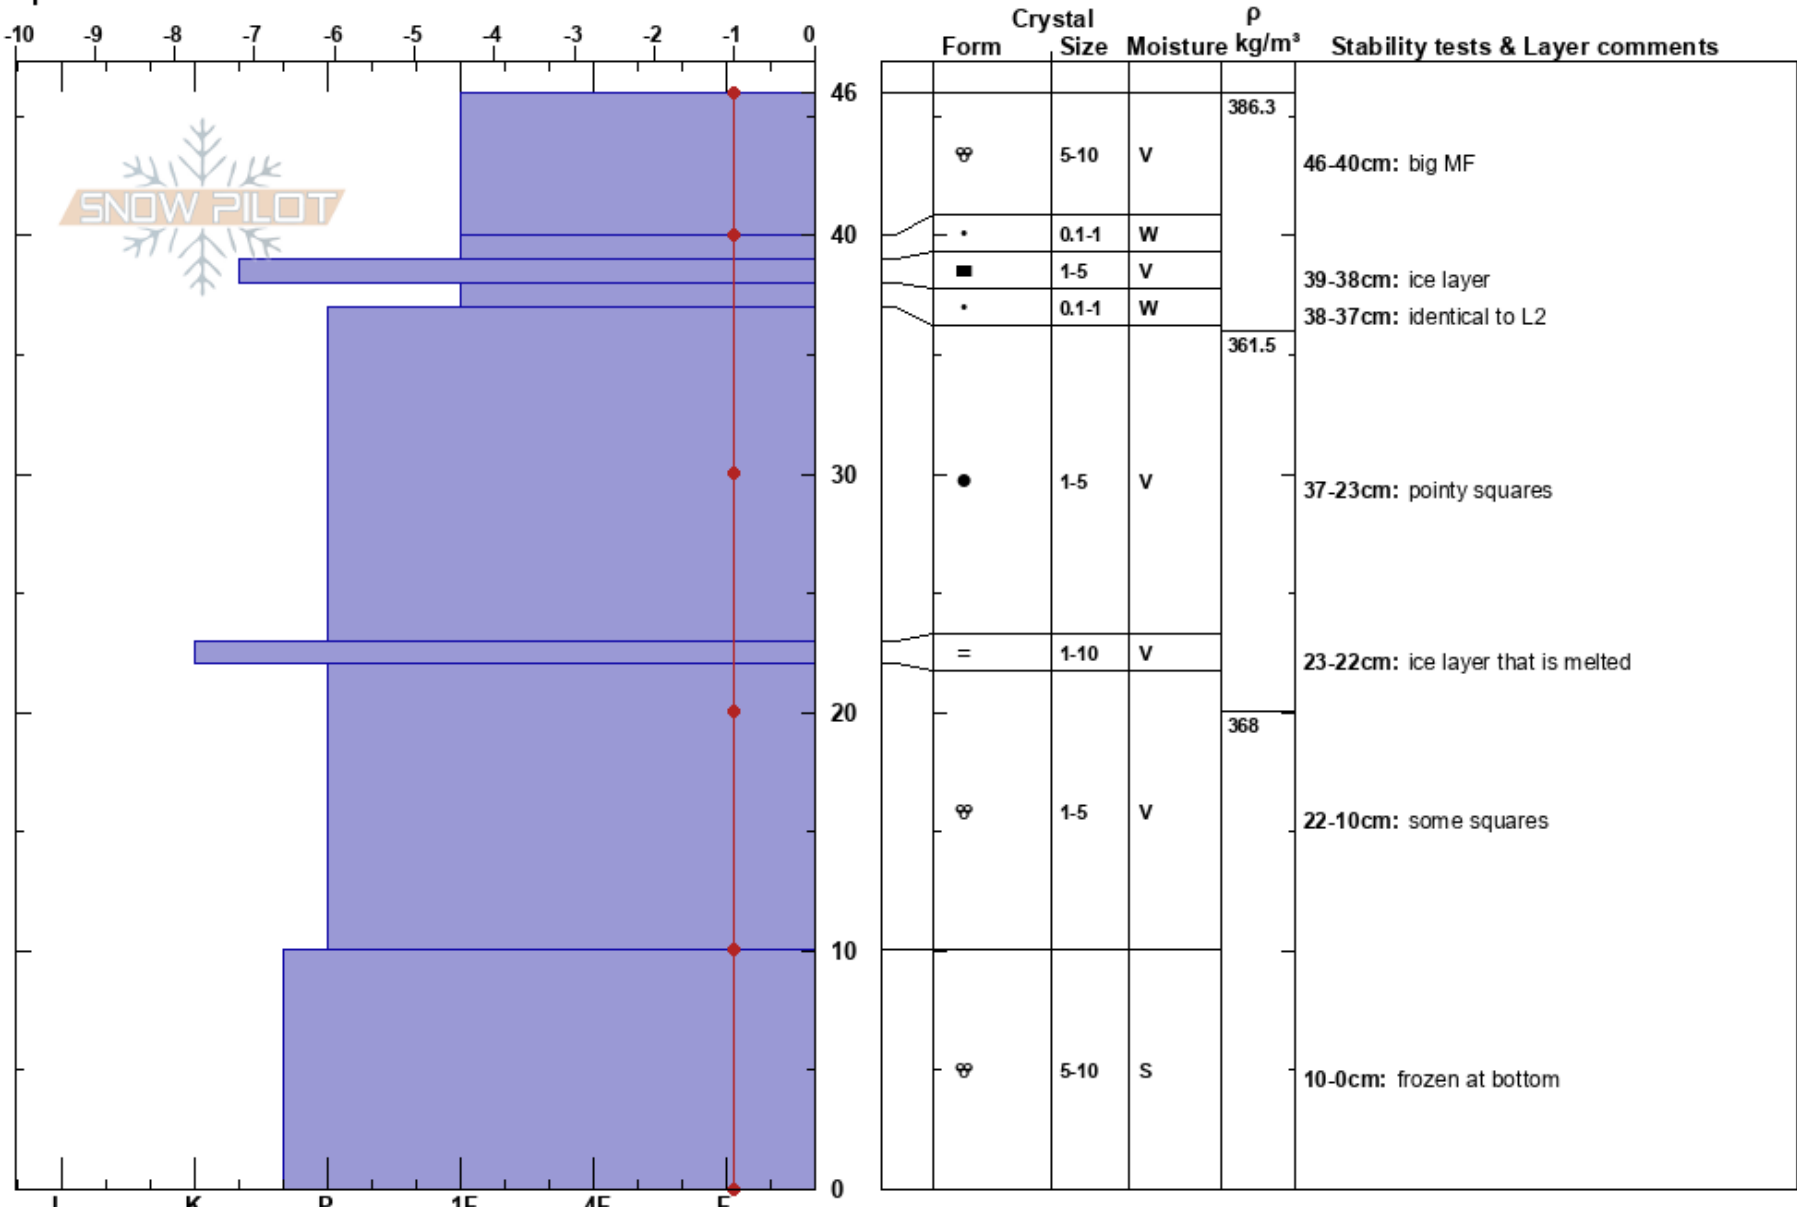 Crystal ρ
-10 -9 -8 -7 -6 -5 -4 -3 -2 -1 0 Form Size Moisture kg/m³ Stability tests & Layer comments
46 386.3
SNOW PILOT
5-10 V 46-40cm: big MF
40 0.1-1 W
1-5 V 39-38cm: ice layer
0.1-1 W 38-37cm: identical to L2
361.5
30 1-5 V 37-23cm: pointy squares
= 1-10 V 23-22cm: ice layer that is melted
20 368
1-5 V 22-10cm: some squares
10
5-10 S 10-0cm: frozen at bottom
0
I K P 1F 4F F